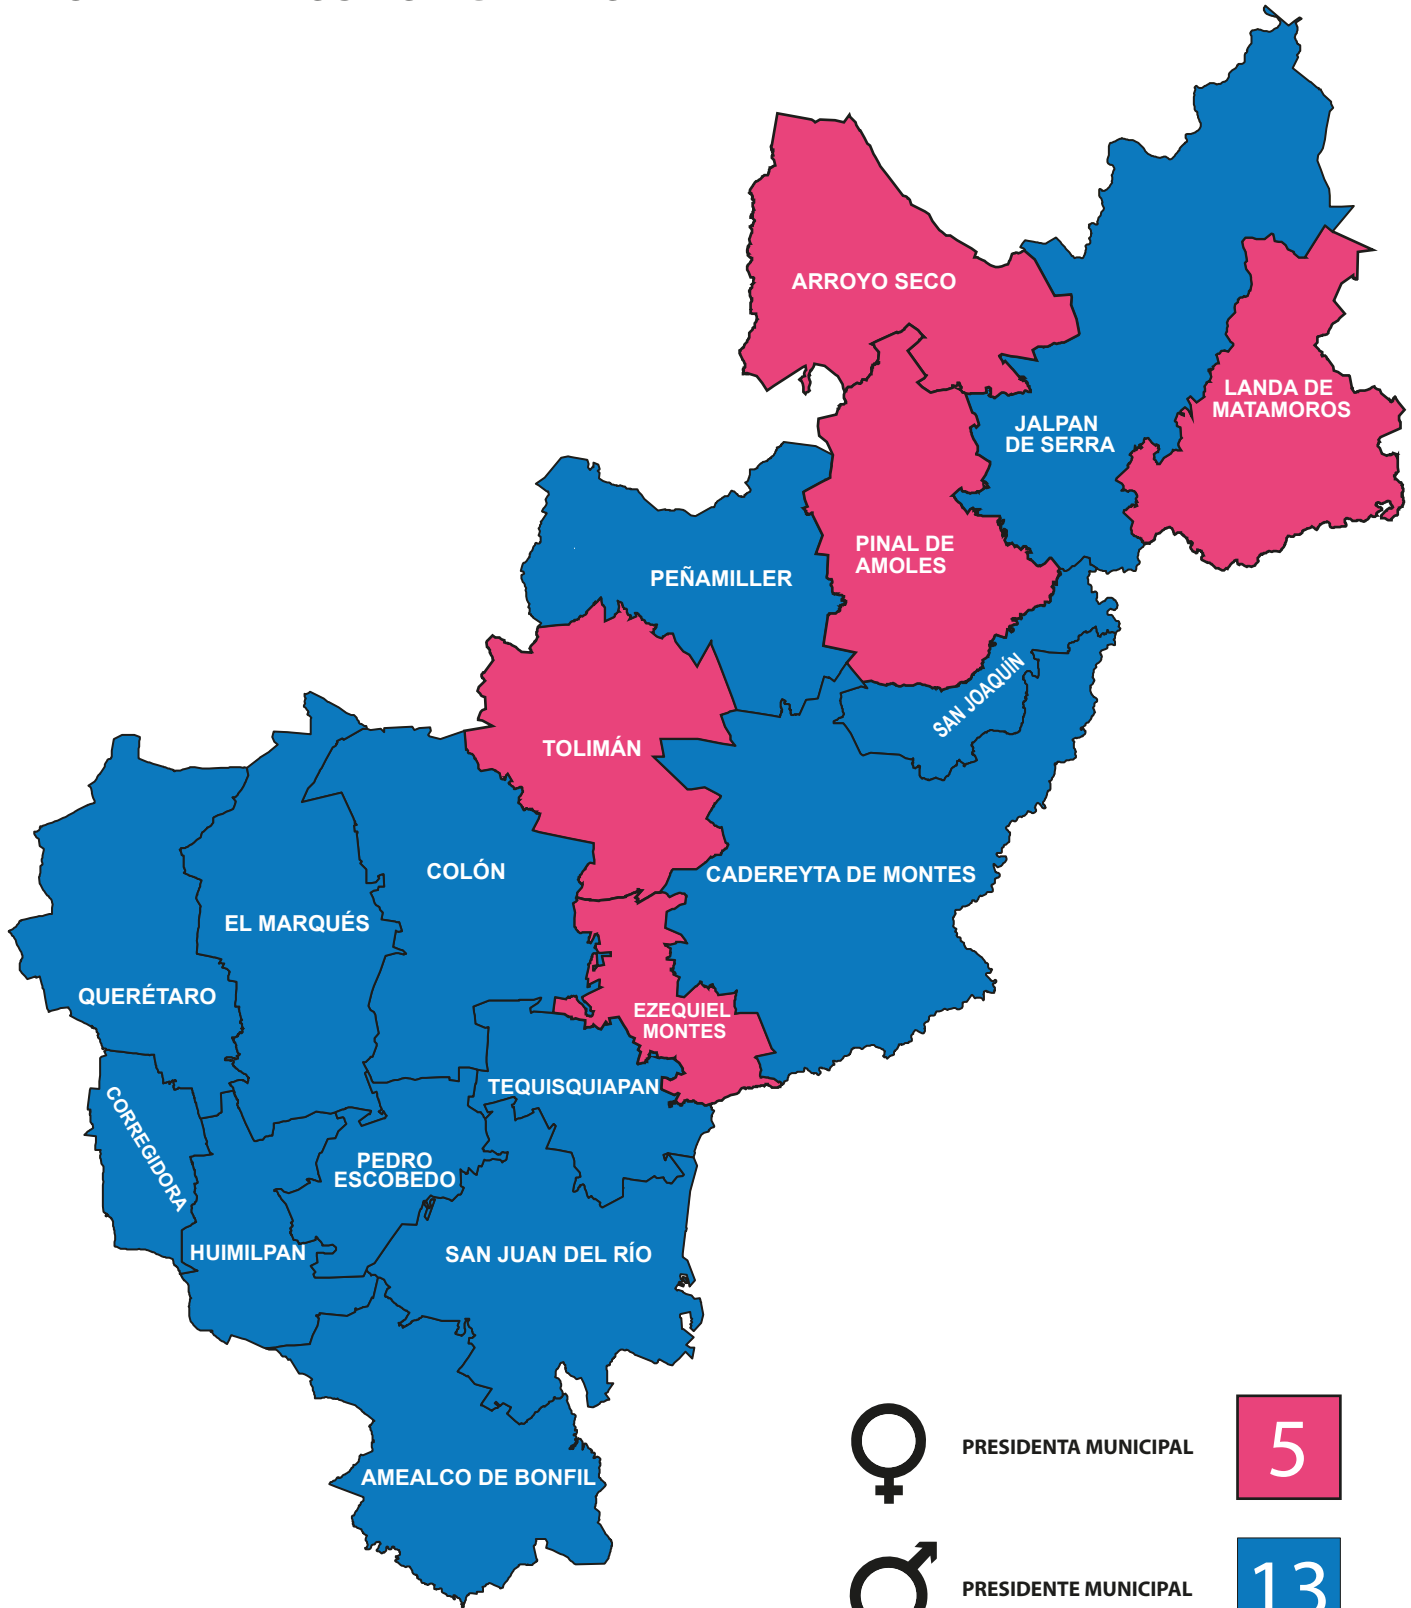 ARROYO SECO
LANDA DE
MATAMOROS
JALPAN
DE SERRA
PINAL DE
AMOLES
PEÑAMILLER
SAN JOAQUÍN
TOLIMÁN
COLÓN
CADEREYTA DE MONTES
EL MARQUÉS
QUERÉTARO
EZEQUIEL
MONTES
TEQUISQUIAPAN
CORREGIDORA
PEDRO
ESCOBEDO
HUIMILPAN
SAN JUAN DEL RÍO
AMEALCO DE BONFIL
PRESIDENTA MUNICIPAL
5
PRESIDENTE MUNICIPAL
13